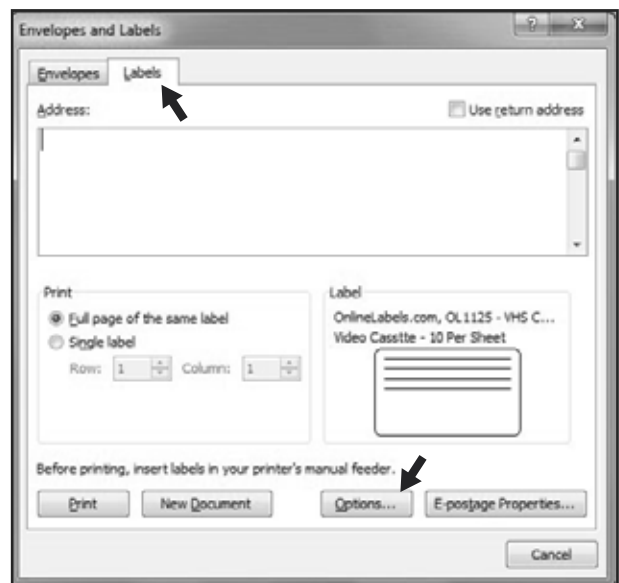 Envelopes and Labels
Envelopes Labels
Address: Use return address
Print
Full page of the same label
Single label
Row: 1 Column: 1
Label
OnlineLabels.com, OL1125 - VHS C...
Video Casstte - 10 Per Sheet
Before printing, insert labels in your printer's manual feeder.
Print New Document Options... E-postage Properties...
Cancel